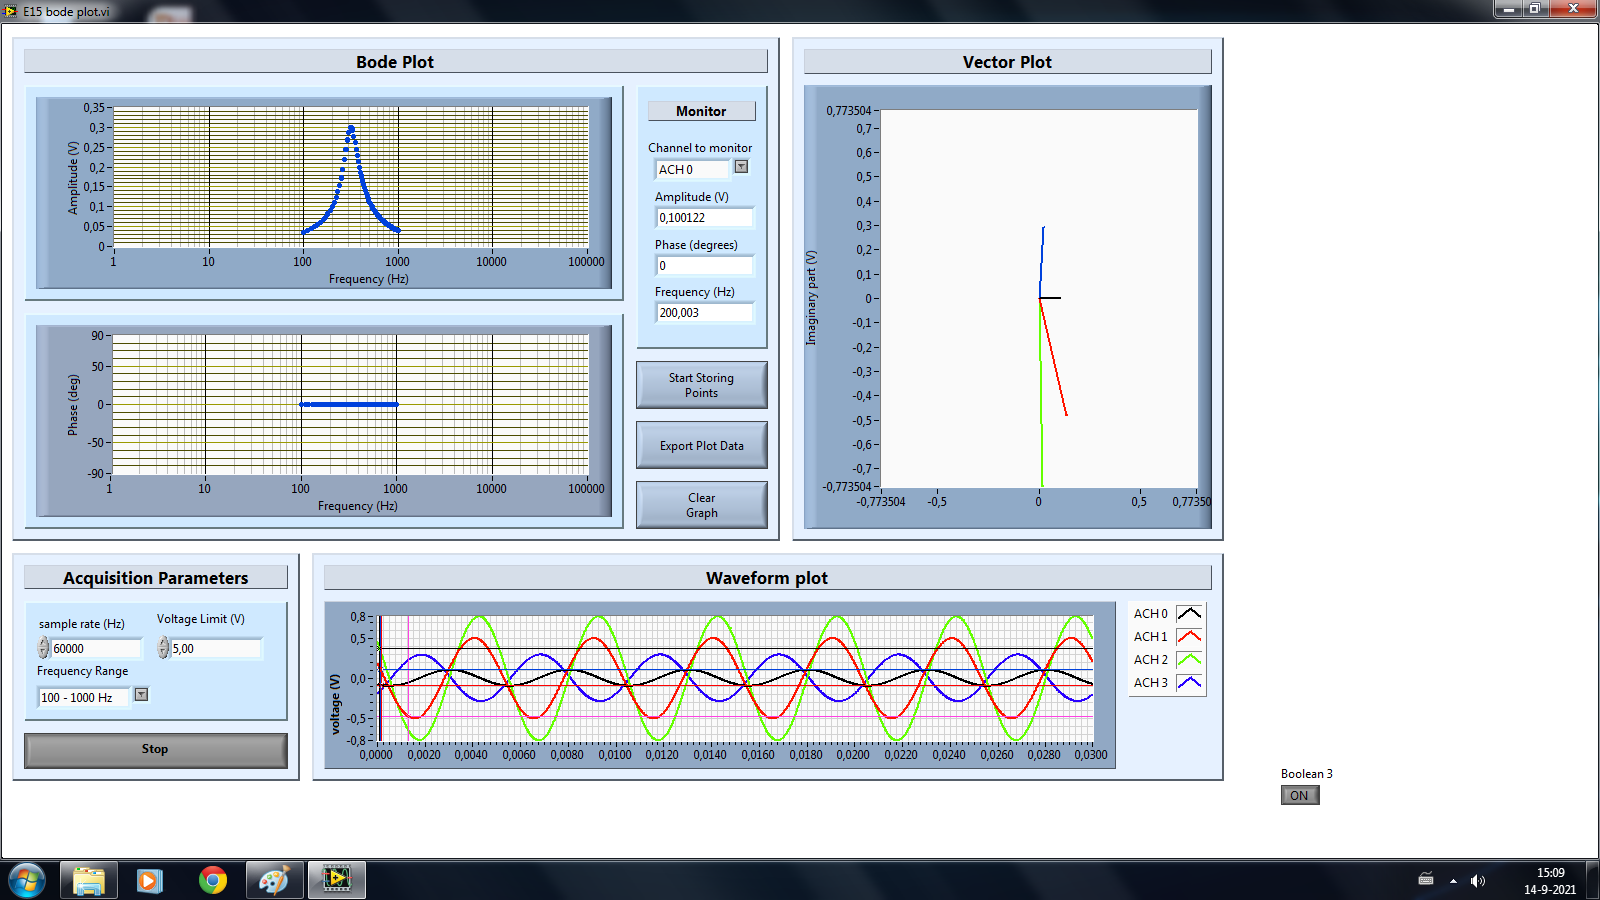 E15 bode plot.vi
Bode Plot
Amplitude (V)
0,35
0,3
0,25
0,2
0,15
0,1
0,05
0
1 10 100 1000 10000 100000
Frequency (Hz)
Phase (deg)
90
50
0
-50
-90
1 10 100 1000 10000 100000
Frequency (Hz)
Monitor
Channel to monitor
ACH 0
Amplitude (V)
0,100122
Phase (degrees)
0
Frequency (Hz)
200,003
Start Storing
Points
Export Plot Data
Clear
Graph
Vector Plot
Imaginary part (V)
0,773504
0,7
0,6
0,5
0,4
0,3
0,2
0,1
0
-0,1
-0,2
-0,3
-0,4
-0,5
-0,6
-0,7
-0,773504
-0,773504 -0,5 0 0,5 0,77350
Acquisition Parameters
sample rate (Hz)
60000
Voltage Limit (V)
5,00
Frequency Range
100 - 1000 Hz
Stop
Waveform plot
voltage (V)
0,8
0,5
0,0
-0,5
-0,8
0,0000 0,0020 0,0040 0,0060 0,0080 0,0100 0,0120 0,0140 0,0160 0,0180 0,0200 0,0220 0,0240 0,0260 0,0280 0,0300
ACH 0
ACH 1
ACH 2
ACH 3
Boolean 3
ON
15:09
14-9-2021